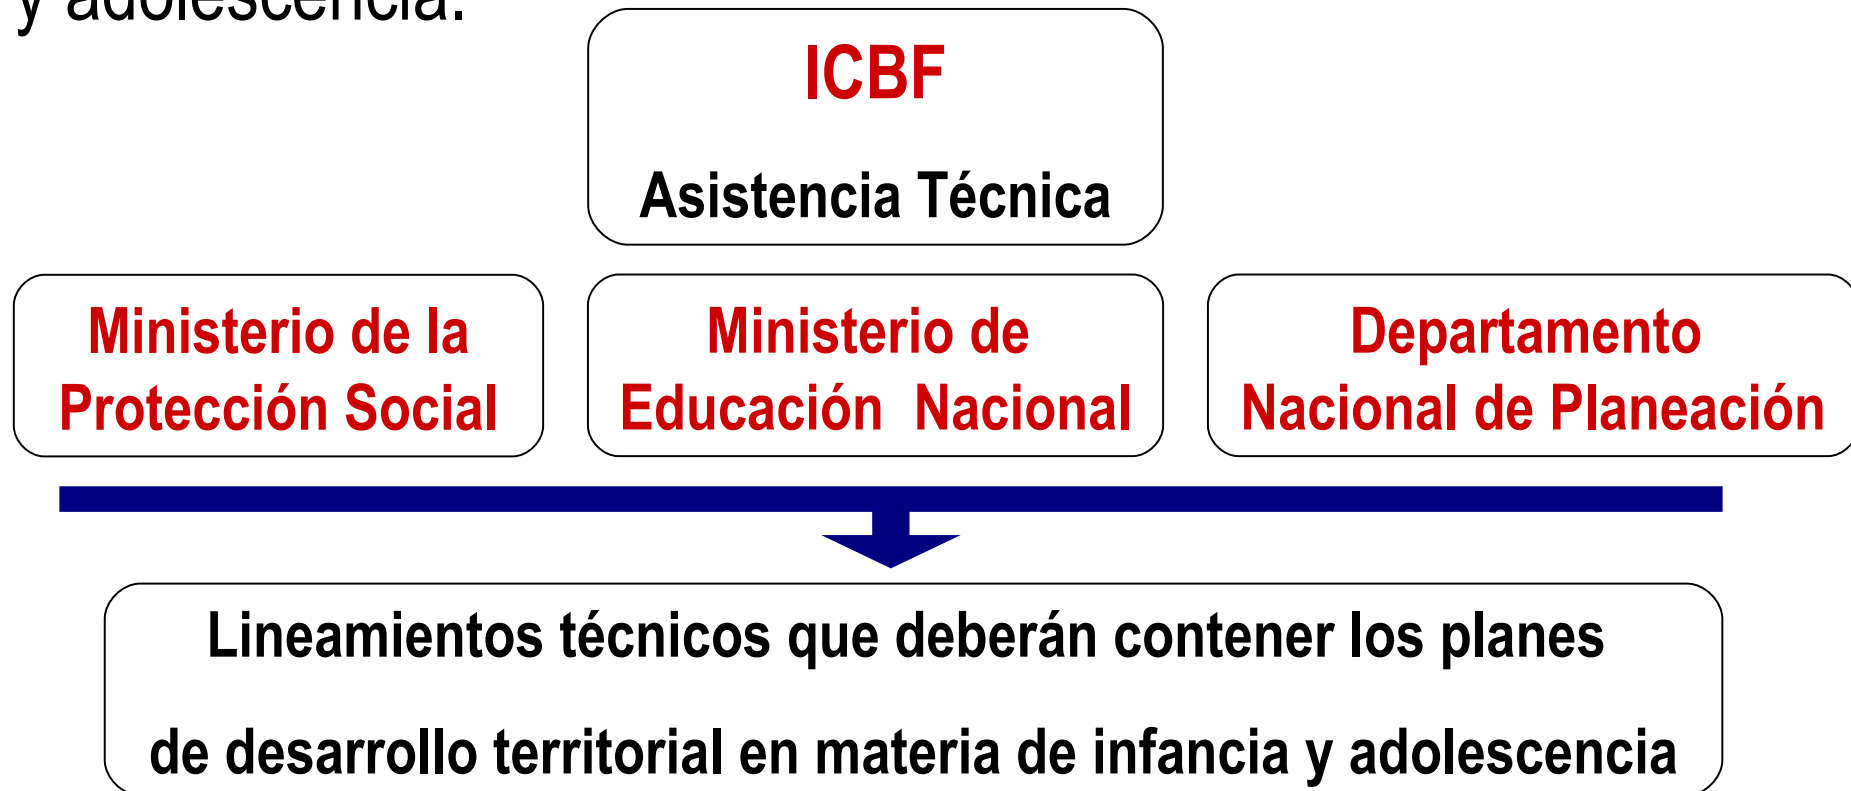 y adolescencia.
ICBF
Asistencia Técnica
Ministerio de la
Protección Social
Ministerio de
Educación  Nacional
Departamento
Nacional de Planeación
Lineamientos técnicos que deberán contener los planes
de desarrollo territorial en materia de infancia y adolescencia